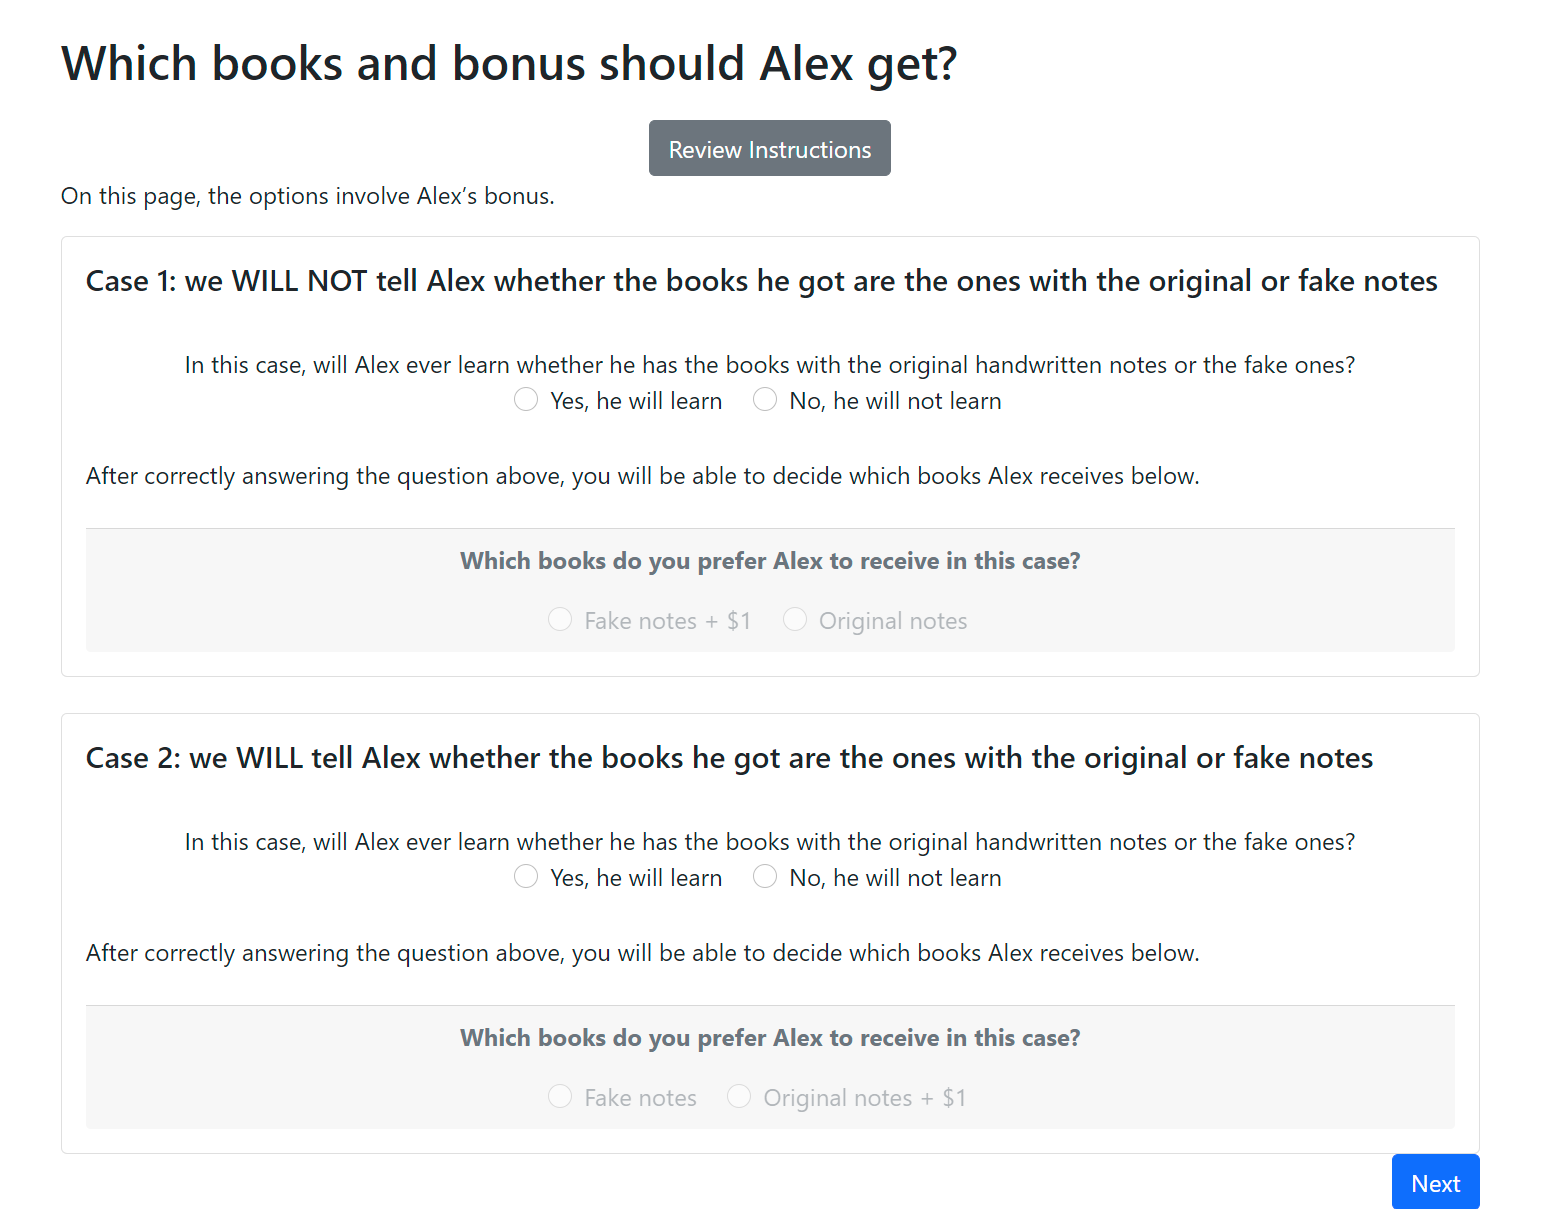 Which books and bonus should Alex get?
Review Instructions
On this page, the options involve Alex’s bonus.
Case 1: we WILL NOT tell Alex whether the books he got are the ones with the original or fake notes
In this case, will Alex ever learn whether he has the books with the original handwritten notes or the fake ones?
Yes, he will learn No, he will not learn
After correctly answering the question above, you will be able to decide which books Alex receives below.
Which books do you prefer Alex to receive in this case?
Fake notes + $1 Original notes
Case 2: we WILL tell Alex whether the books he got are the ones with the original or fake notes
In this case, will Alex ever learn whether he has the books with the original handwritten notes or the fake ones?
Yes, he will learn No, he will not learn
After correctly answering the question above, you will be able to decide which books Alex receives below.
Which books do you prefer Alex to receive in this case?
Fake notes Original notes + $1
Next